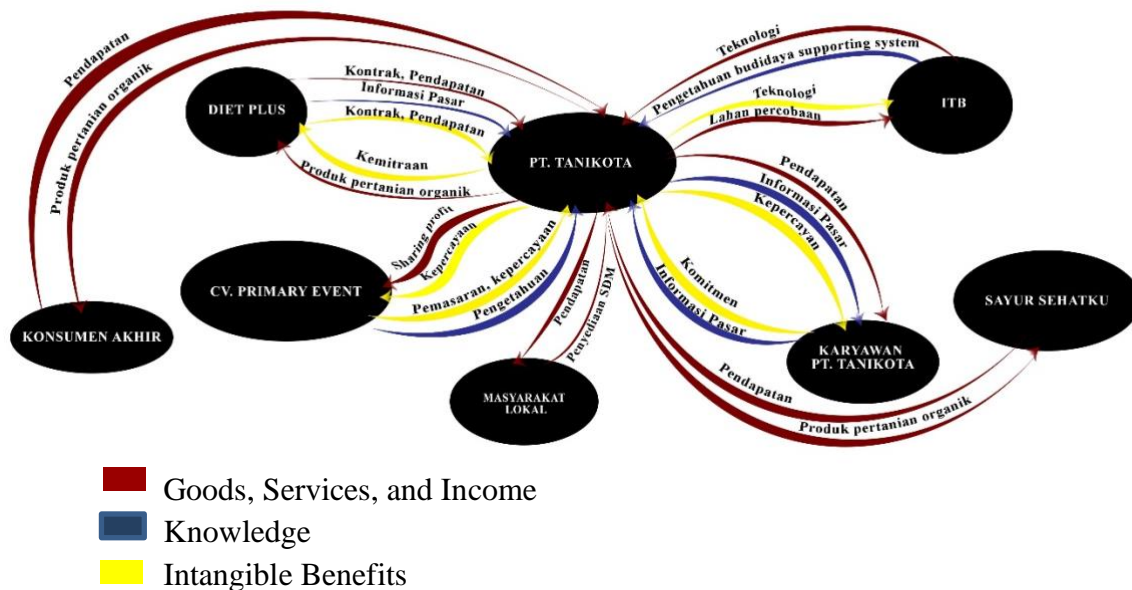 Pendapatan
Produk pertanian organik
DIET PLUS
Kontrak, Pendapatan
Informasi Pasar
Kontrak, Pendapatan
Kemitraan
Produk pertanian organik
PT. TANIKOTA
Teknologi
Pengetahuan budidaya supporting system
Teknologi
Lahan percobaan
ITB
Sharing profit
Kepercayaan
Pemasaran, kepercayaan
Pengetahuan
CV. PRIMARY EVENT
KONSUMEN AKHIR
Pendapatan
Penyediaan SDM
MASYARAKAT
LOKAL
Pendapatan
Informasi Pasar
Kepercayan
Komitmen
Informasi Pasar
KARYAWAN
PT. TANIKOTA
SAYUR SEHATKU
Pendapatan
Produk pertanian organik
Goods, Services, and Income
Knowledge
Intangible Benefits